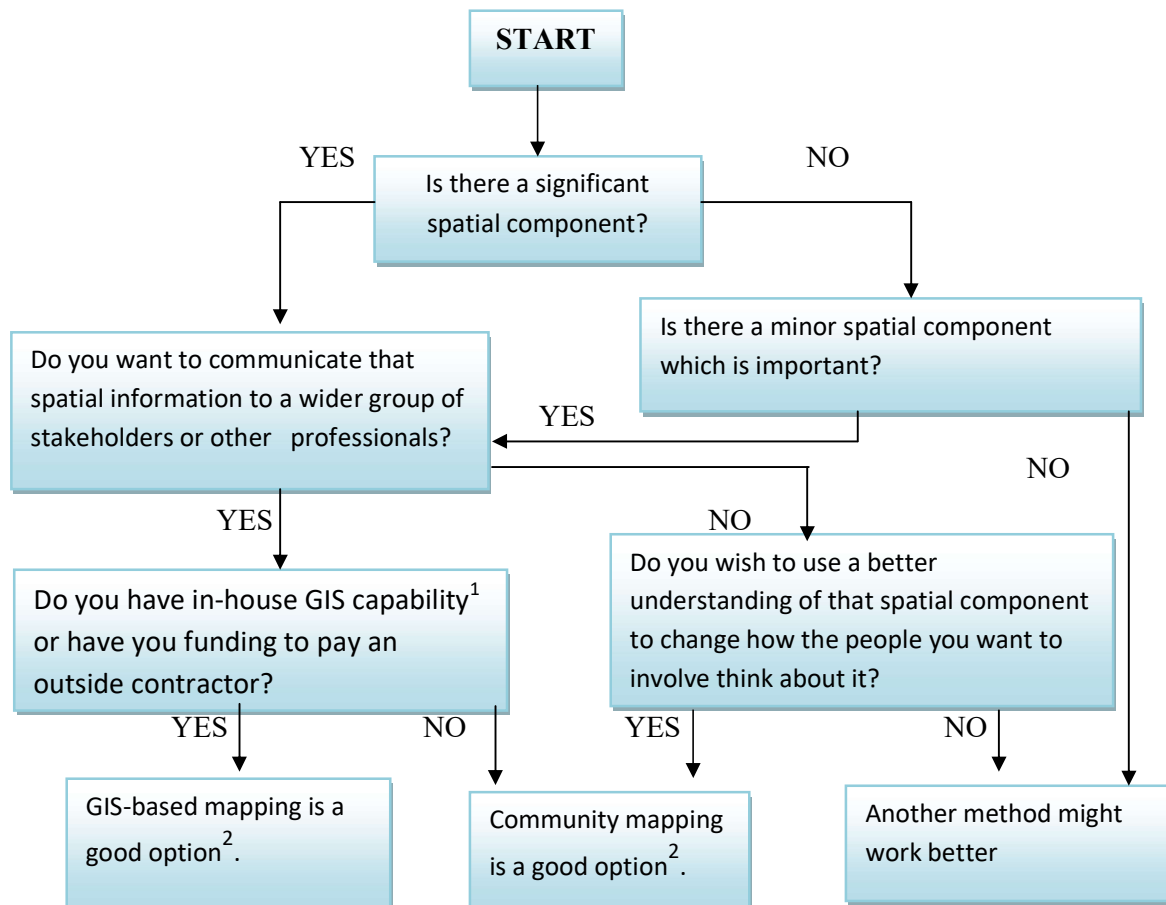 START
YES
NO
Is there a significant
spatial component?
Is there a minor spatial component
which is important?
Do you want to communicate that
spatial information to a wider group of
stakeholders or other professionals?
YES
NO
YES
NO
Do you have in-house GIS capability1
or have you funding to pay an
outside contractor?
Do you wish to use a better
understanding of that spatial component
to change how the people you want to
involve think about it?
YES
NO
YES
NO
GIS-based mapping is a
good option2.
Community mapping
is a good option2.
Another method might
work better